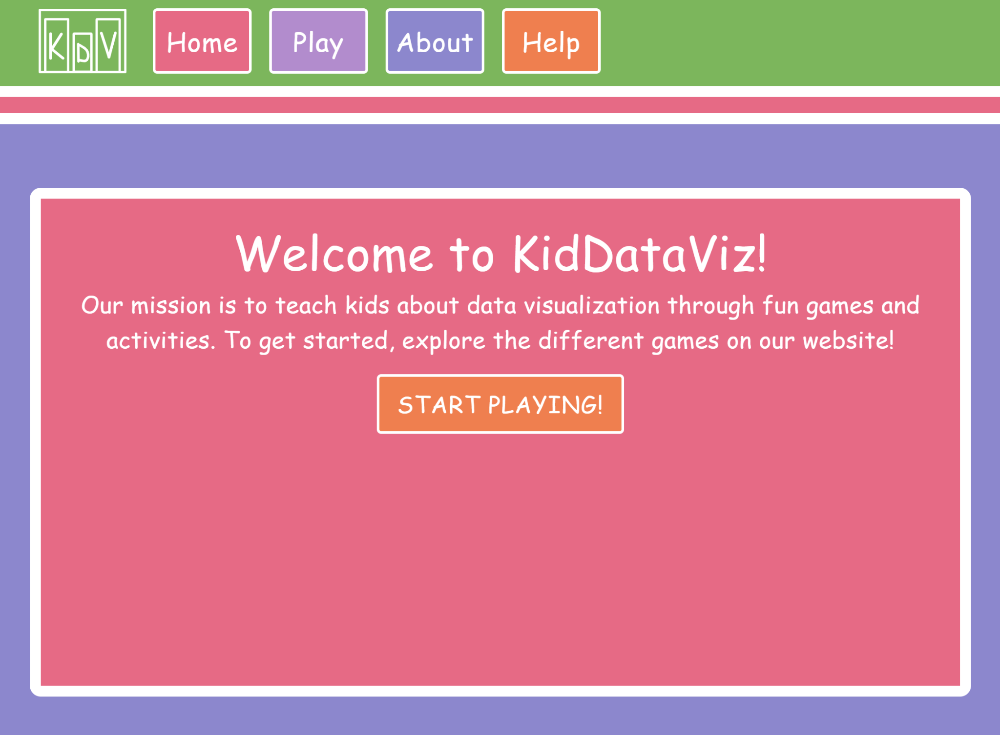 KDV
Home
Play
About
Help
Welcome to KidDataViz!
Our mission is to teach kids about data visualization through fun games and
activities. To get started, explore the different games on our website!
START PLAYING!